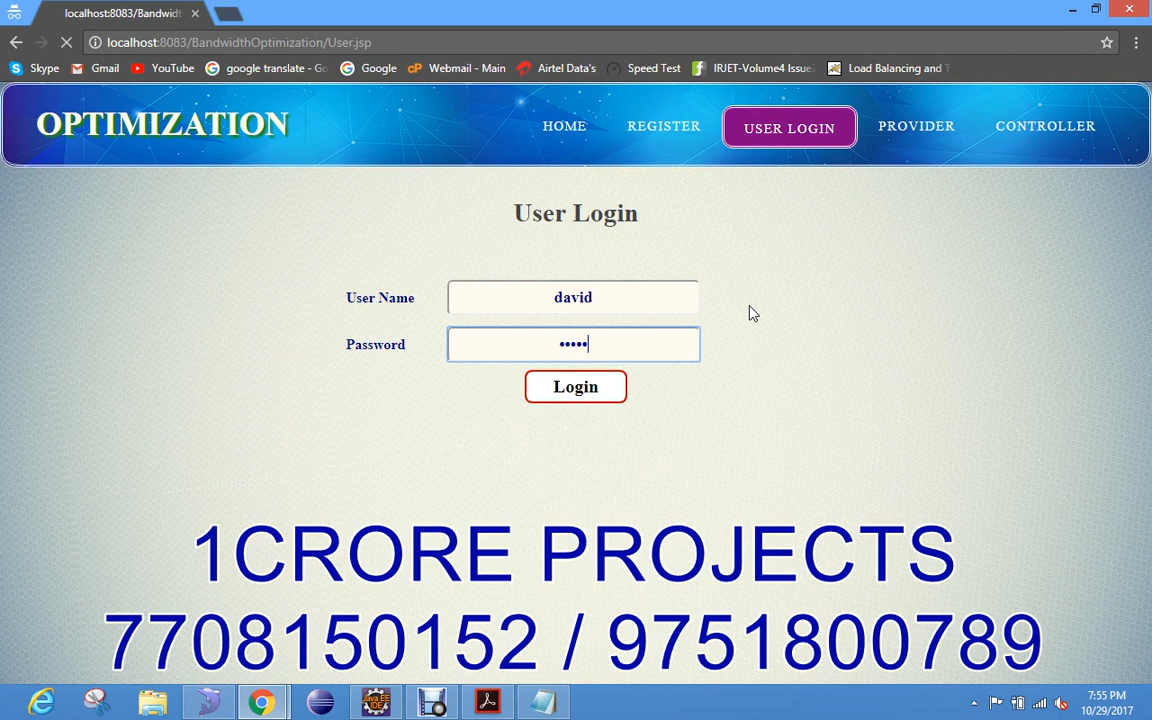 localhost:8083/Bandwidt
localhost:8083/BandwidthOptimization/User.jsp
Skype Gmail YouTube google translate - Go Google Webmail - Main Airtel Data's Speed Test IRJET-Volume4 Issue Load Balancing and
OPTIMIZATION HOME REGISTER USER LOGIN PROVIDER CONTROLLER
User Login
User Name david
Password •••••
Login
1CRORE PROJECTS
7708150152 / 9751800789
7:55 PM
10/29/2017